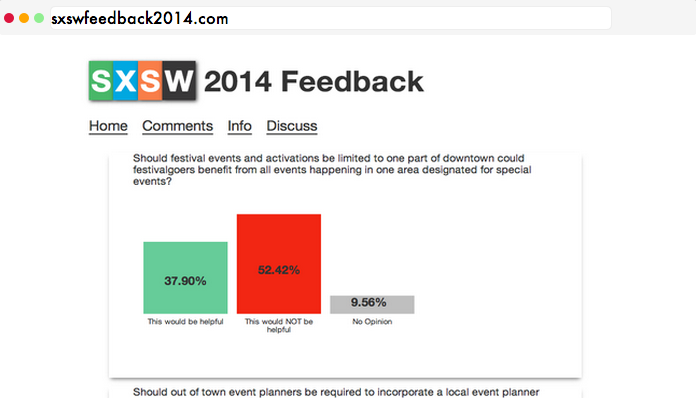 sxswfeedback2014.com
SXSW 2014 Feedback
Home Comments Info Discuss
Should festival events and activations be limited to one part of downtown could
festivalgoers benefit from all events happening in one area designated for special
events?
37.90% 52.42% 9.56%
This would be helpful This would NOT be No Opinion
helpful
Should out of town event planners be required to incorporate a local event planner